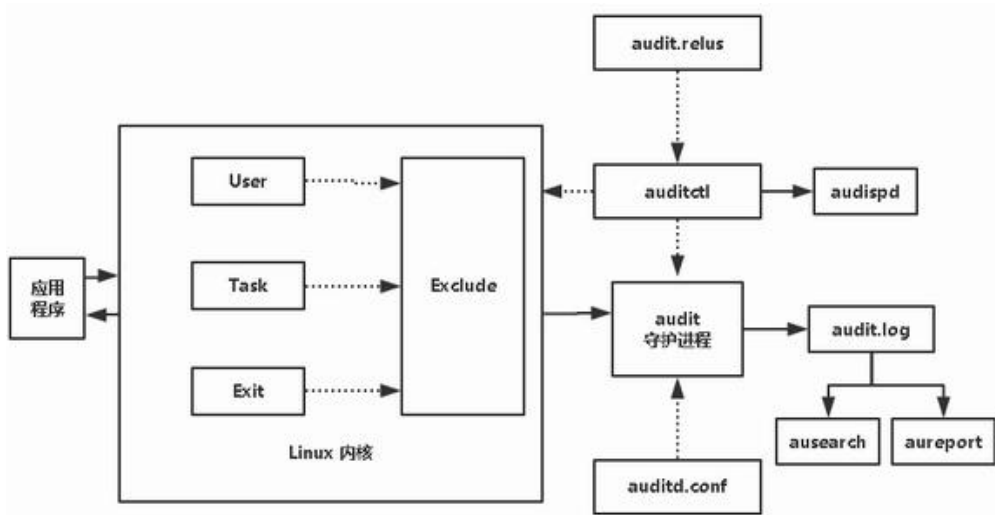 audit.relus
User
auditctl
audispd
应用
程序
Task
Exclude
audit
守护进程
audit.log
Exit
ausearch
aureport
Linux 内核
auditd.conf